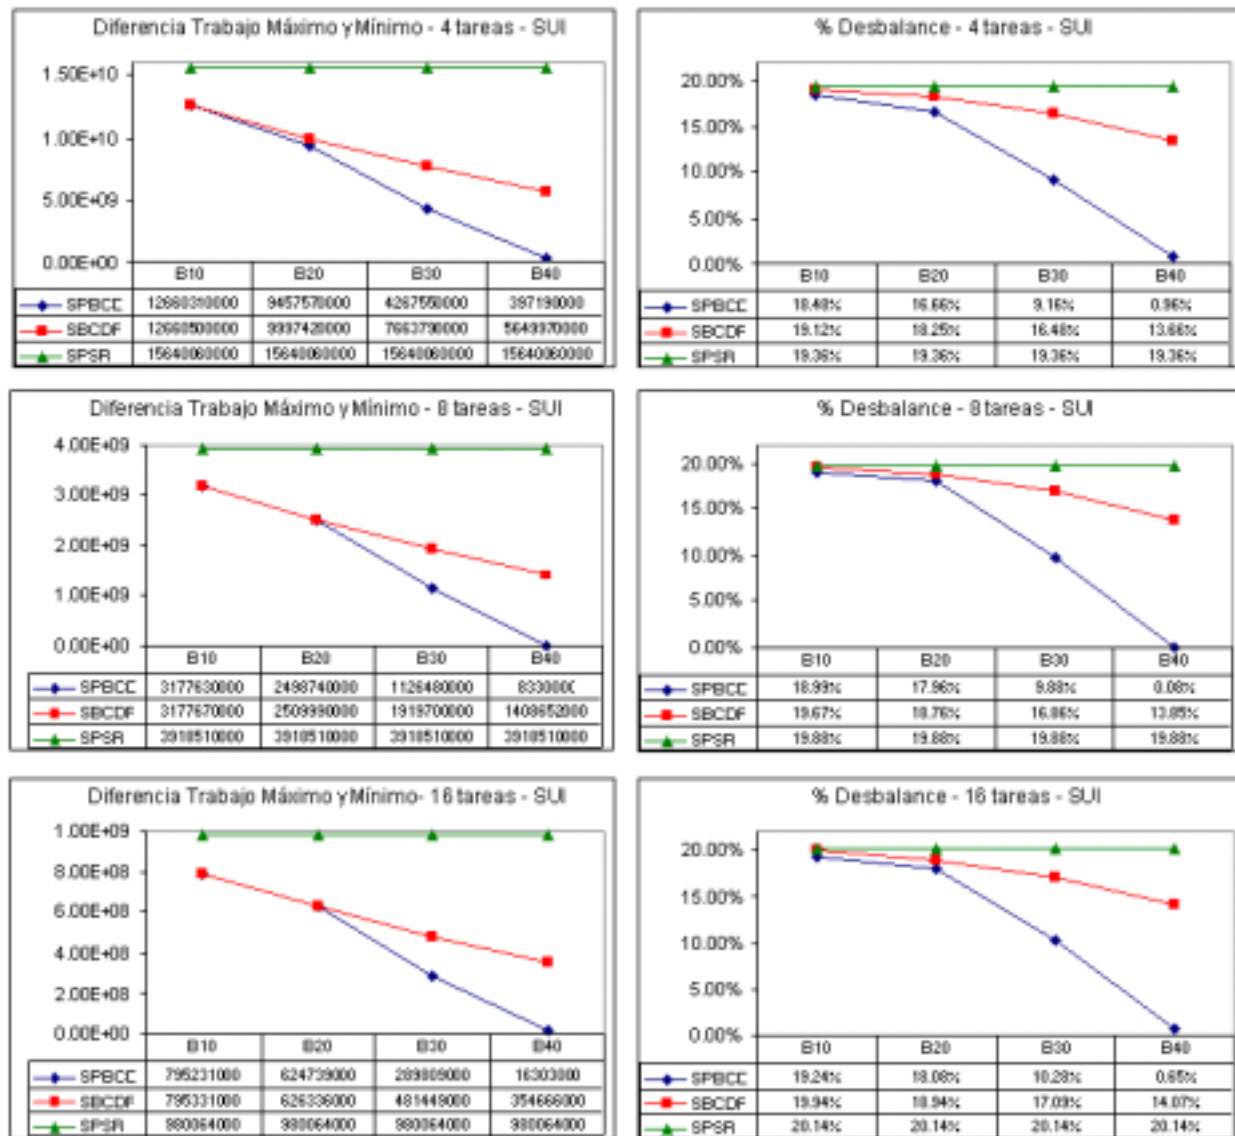 Diferencia Trabajo Máximo y Mínimo - 4 tareas - SUI
1.50E+10
1.00E+10
5.00E+09
0.00E+00
B10 B20 B30 B40
SPBCC 12660310000 9457570000 4267550000 397190000
SBCDF 12660500000 9997420000 7663790000 5649970000
SPSR 15640060000 15640060000 15640060000 15640060000
% Desbalance - 4 tareas - SUI
20.00%
15.00%
10.00%
5.00%
0.00%
B10 B20 B30 B40
SPBCC 18.48% 16.66% 9.16% 0.96%
SBCDF 19.12% 18.25% 16.48% 13.66%
SPSR 19.36% 19.36% 19.36% 19.36%
Diferencia Trabajo Máximo y Mínimo - 8 tareas - SUI
4.00E+09
3.00E+09
2.00E+09
1.00E+09
0.00E+00
B10 B20 B30 B40
SPBCC 3177630000 2498740000 1126480000
SBCDF 3177670000 2509990000 1919700000 1408652000
SPSR 3918510000 3918510000 3918510000 3918510000
% Desbalance - 8 tareas - SUI
20.00%
15.00%
10.00%
5.00%
0.00%
B10 B20 B30 B40
SPBCC 18.99% 17.96% 9.88% 0.08%
SBCDF 19.67% 18.76% 16.86% 13.85%
SPSR 19.88% 19.88% 19.88% 19.88%
Diferencia Trabajo Máximo y Mínimo- 16 tareas - SUI
1.00E+09
8.00E+08
6.00E+08
4.00E+08
2.00E+08
0.00E+00
B10 B20 B30 B40
SPBCC 795231000 624739000 289809000 16303000
SBCDF 795331000 626336000 481449000 354666000
SPSR 980064000 980064000 980064000 980064000
% Desbalance - 16 tareas - SUI
20.00%
15.00%
10.00%
5.00%
0.00%
B10 B20 B30 B40
SPBCC 19.24% 18.08% 10.28% 0.65%
SBCDF 19.94% 18.94% 17.09% 14.07%
SPSR 20.14% 20.14% 20.14% 20.14%